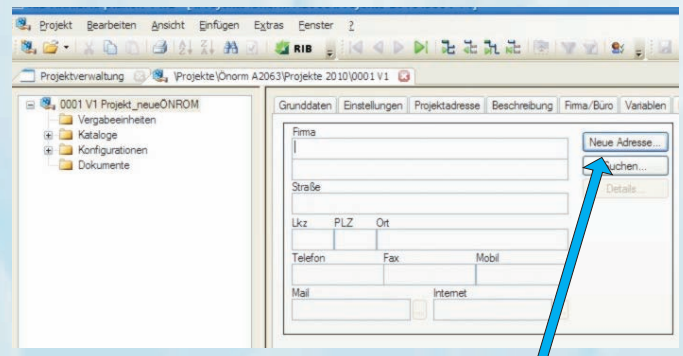 Projekt Bearbeiten Ansicht Einfügen Extras Fenster ?
RIB
Projektverwaltung \Projekte\Önorm A2063\Projekte 2010\0001 V1
0001 V1 Projekt_neueÖNROM
Vergabeeinheiten
Kataloge
Konfigurationen
Dokumente
Grunddaten Einstellungen Projektadresse Beschreibung Firma/Büro Variablen
Firma
Neue Adresse...
Suchen...
Straße
Details...
Lkz PLZ Ort
Telefon Fax Mobil
Mail Internet
...